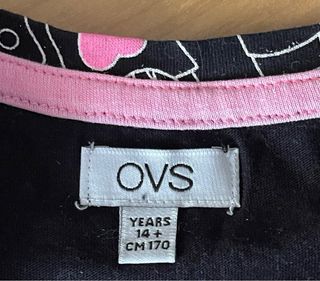 OVS
YEARS
14 +
CM 170